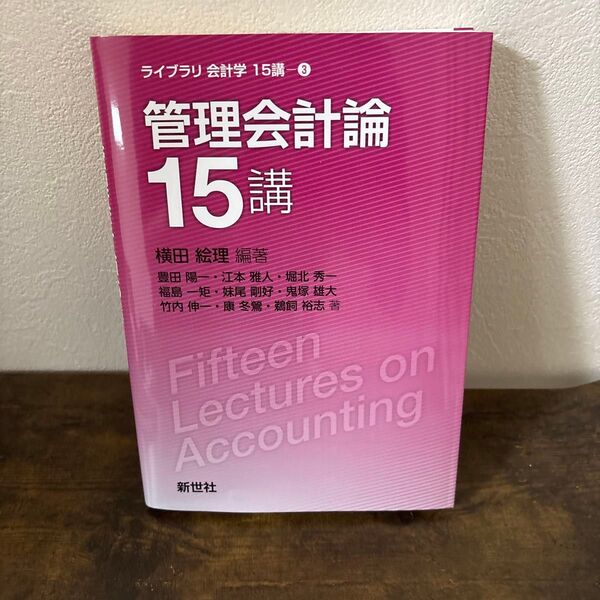 ライブラリ 会計学 15講−❸
管理会計論
15講
横田 絵理 編著
豊田 陽一・江本 雅人・堀北 秀一
福島 一矩・妹尾 剛好・鬼塚 雄大
竹内 伸一・康 冬鶯・鵜飼 裕志 著
Fifteen
Lectures on
Accounting
新世社